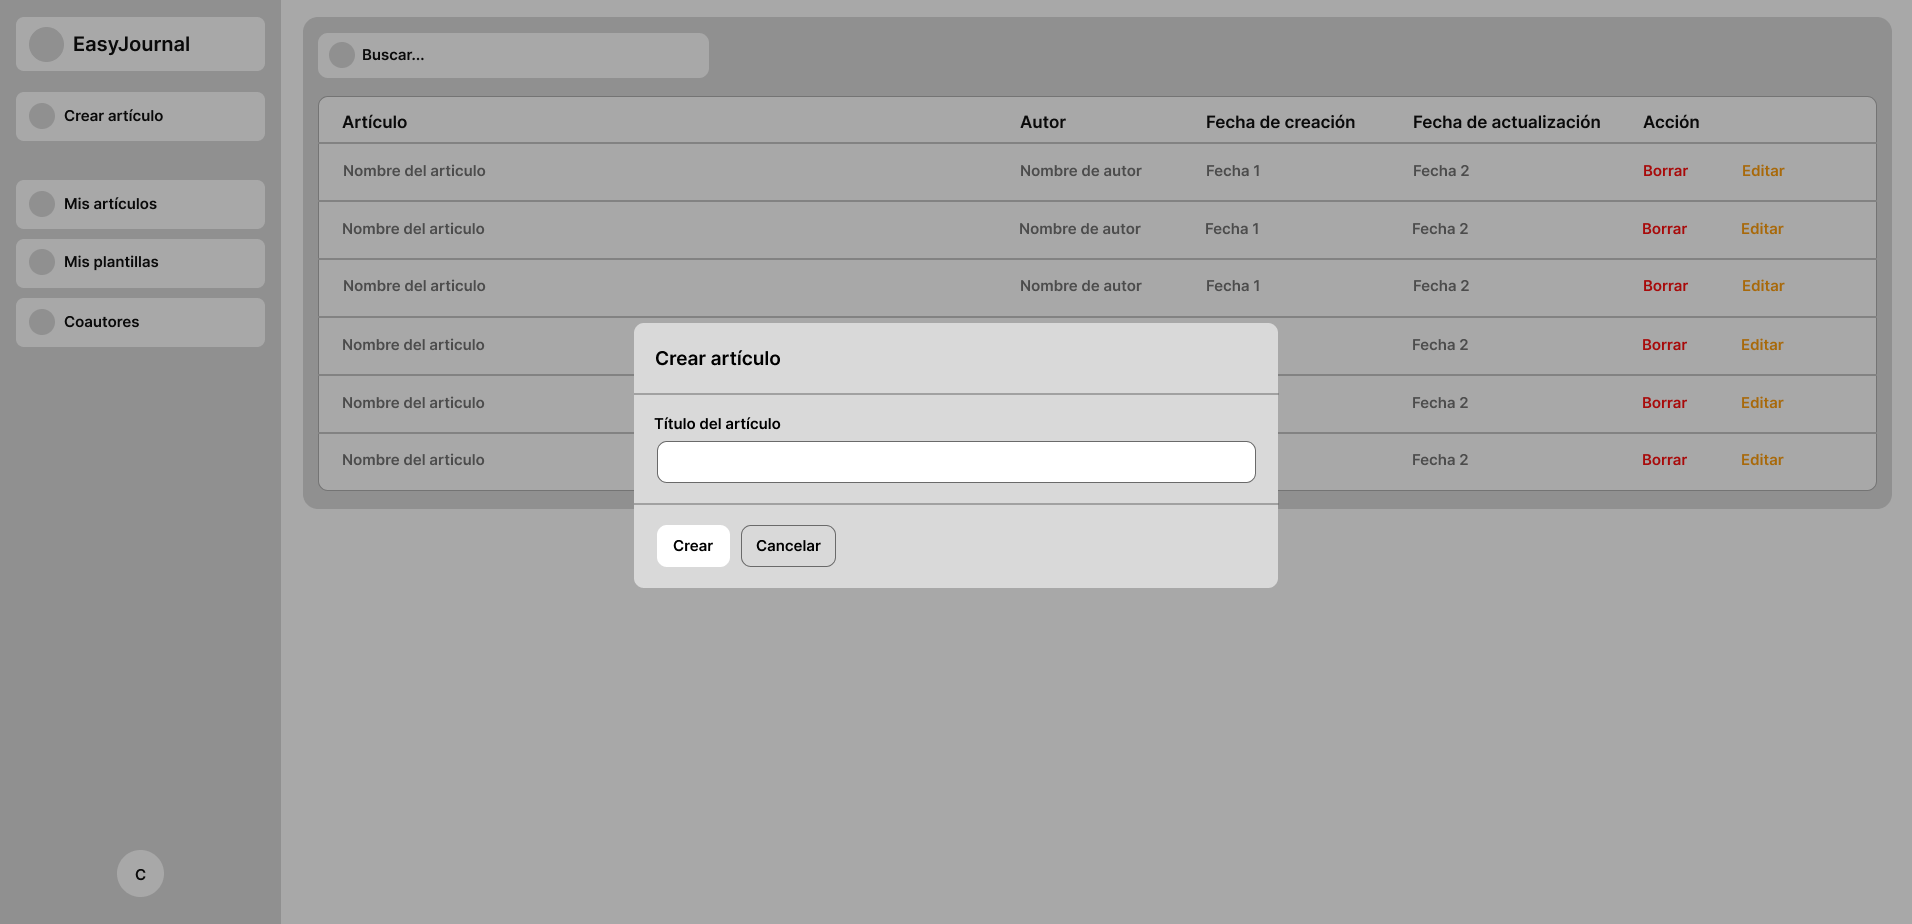 EasyJournal
Crear artículo
Mis artículos
Mis plantillas
Coautores
C
Buscar...
Artículo Autor Fecha de creación Fecha de actualización Acción
Nombre del articulo Nombre de autor Fecha 1 Fecha 2 Borrar Editar
Nombre del articulo Nombre de autor Fecha 1 Fecha 2 Borrar Editar
Nombre del articulo Nombre de autor Fecha 1 Fecha 2 Borrar Editar
Nombre del articulo Fecha 2 Borrar Editar
Nombre del articulo Fecha 2 Borrar Editar
Nombre del articulo Fecha 2 Borrar Editar
Crear artículo
Título del artículo
Crear Cancelar